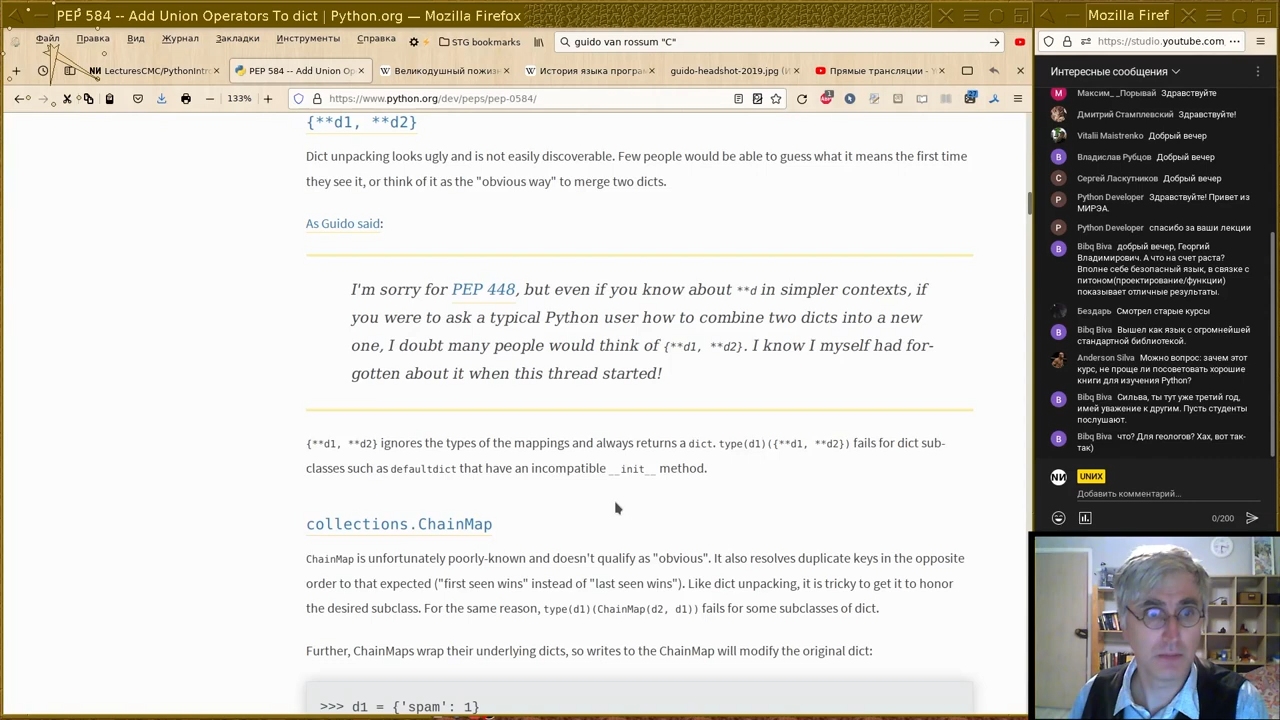 PEP 584 -- Add Union Operators To dict | Python.org — Mozilla Firefox
Mozilla Firef
Файл Правка Вид Журнал Закладки Инструменты Справка
STG bookmarks
guido van rossum "C"
https://studio.youtube.com
LecturesCMC/PythonIntro
PEP 584 -- Add Union Op
Великодушный пожиз
История языка програм
guido-headshot-2019.jpg (
Прямые трансляции - Yo
133%
https://www.python.org/dev/peps/pep-0584/
{**d1, **d2}
Dict unpacking looks ugly and is not easily discoverable. Few people would be able to guess what it means the first time
they see it, or think of it as the "obvious way" to merge two dicts.
As Guido said:
I'm sorry for PEP 448, but even if you know about **d in simpler contexts, if
you were to ask a typical Python user how to combine two dicts into a new
one, I doubt many people would think of {**d1, **d2}. I know I myself had for-
gotten about it when this thread started!
{**d1, **d2} ignores the types of the mappings and always returns a dict. type(d1)({**d1, **d2}) fails for dict sub-
classes such as defaultdict that have an incompatible __init__ method.
collections.ChainMap
ChainMap is unfortunately poorly-known and doesn't qualify as "obvious". It also resolves duplicate keys in the opposite
order to that expected ("first seen wins" instead of "last seen wins"). Like dict unpacking, it is tricky to get it to honor
the desired subclass. For the same reason, type(d1)(ChainMap(d2, d1)) fails for some subclasses of dict.
Further, ChainMaps wrap their underlying dicts, so writes to the ChainMap will modify the original dict:
>>> d1 = {'spam': 1}
Интересные сообщения
Максим_ _Порывай Здравствуйте
Дмитрий Стамплевский Здравствуйте!
Vitalii Maistrenko Добрый вечер
Владислав Рубцов Добрый вечер
Сергей Ласкутников Добрый вечер
Python Developer Здравствуйте! Привет из
МИРЭА.
Python Developer спасибо за ваши лекции
Bibq Biva добрый вечер, Георгий
Владимирович. А что на счет раста?
Вполне себе безопасный язык, в связке с
питоном(проектирование/функции)
показывает отличные результаты.
Бездарь Смотрел старые курсы
Bibq Biva Вышел как язык с огромнейшей
стандартной библиотекой.
Anderson Silva Можно вопрос: зачем этот
курс, не проще ли посоветовать хорошие
книги для изучения Python?
Bibq Biva Сильва, ты тут уже третий год,
имей уважение к другим. Пусть студенты
послушают.
Bibq Biva что? Для геологов? Хах, вот так-
так)
UNИX
Добавить комментарий...
0/200